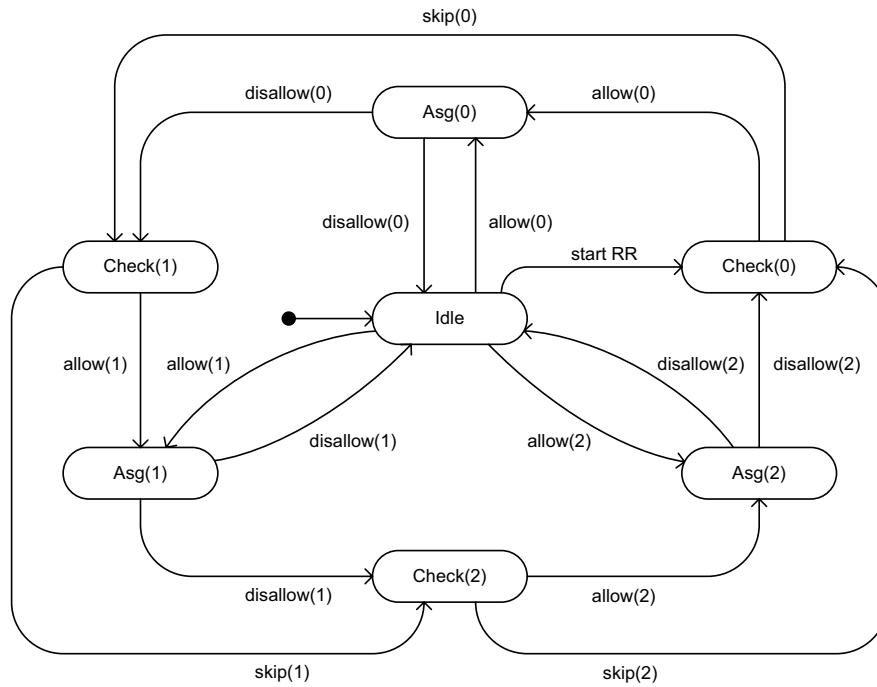 skip(0)
disallow(0)
Asg(0)
allow(0)
disallow(0)
allow(0)
start RR
Check(1)
Check(0)
Idle
allow(1)
allow(1)
disallow(2)
disallow(2)
disallow(1)
allow(2)
Asg(1)
Asg(2)
Check(2)
disallow(1)
allow(2)
skip(1)
skip(2)